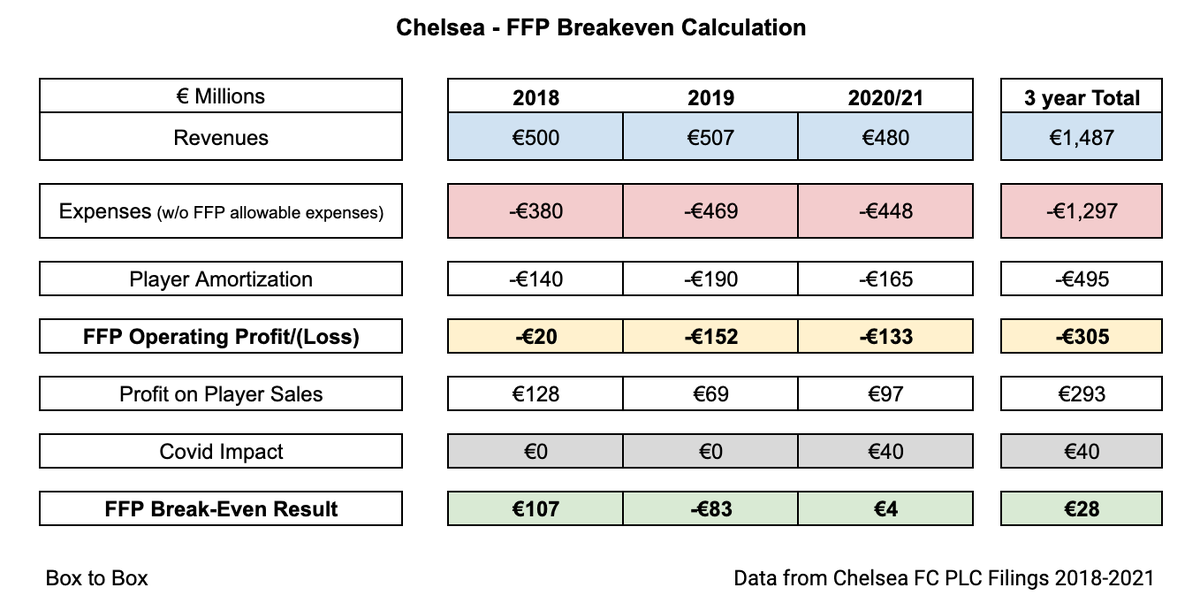 Chelsea - FFP Breakeven Calculation
€ Millions 2018 2019 2020/21 3 year Total
Revenues €500 €507 €480 €1,487
Expenses (w/o FFP allowable expenses) -€380 -€469 -€448 -€1,297
Player Amortization -€140 -€190 -€165 -€495
FFP Operating Profit/(Loss) -€20 -€152 -€133 -€305
Profit on Player Sales €128 €69 €97 €293
Covid Impact €0 €0 €40 €40
FFP Break-Even Result €107 -€83 €4 €28
Box to Box Data from Chelsea FC PLC Filings 2018-2021